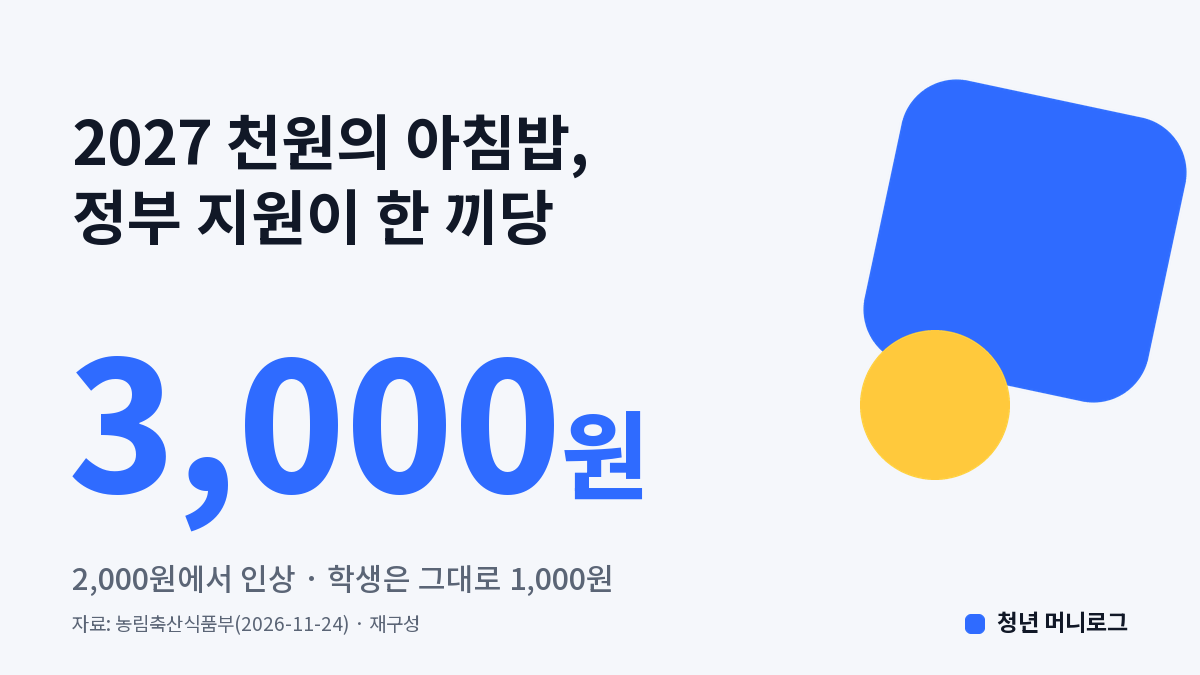 2027 천원의 아침밥,
정부 지원이 한 끼당
3,000원
2,000원에서 인상 · 학생은 그대로 1,000원
자료: 농림축산식품부(2026-11-24) · 재구성
청년 머니로그